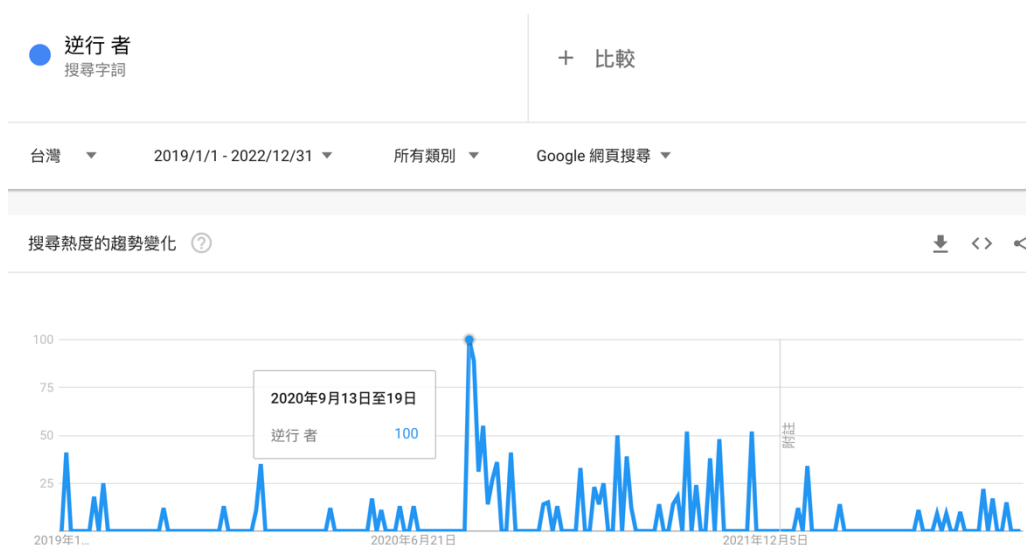 逆行 者
搜尋字詞
+ 比較
台灣
2019/1/1 - 2022/12/31
所有類別
Google 網頁搜尋
搜尋熱度的趨勢變化 ?
100
75
50
25
2020年9月13日至19日
逆行 者 100
附註
2019年1...
2020年6月21日
2021年12月5日